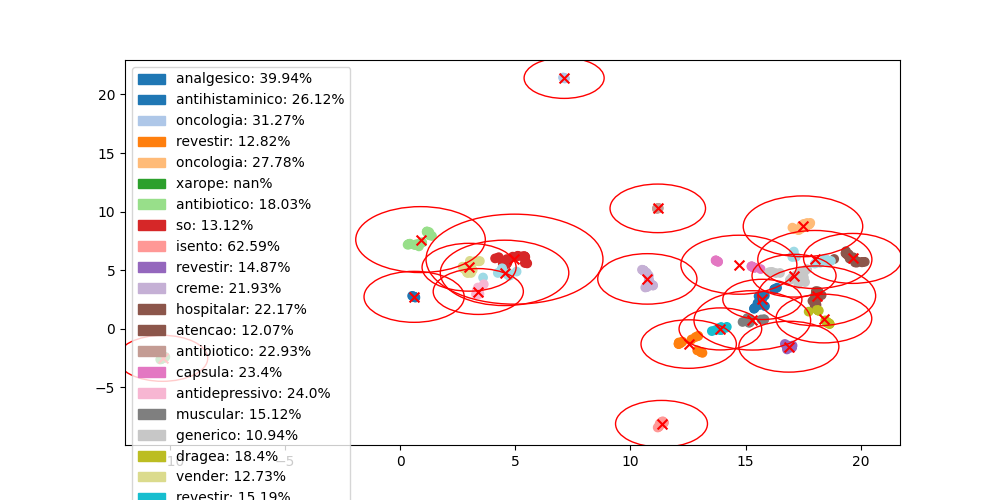 20
15
10
5
0
−5
analgesico: 39.94%
antihistaminico: 26.12%
oncologia: 31.27%
revestir: 12.82%
oncologia: 27.78%
xarope: nan%
antibiotico: 18.03%
so: 13.12%
isento: 62.59%
revestir: 14.87%
creme: 21.93%
hospitalar: 22.17%
atencao: 12.07%
antibiotico: 22.93%
capsula: 23.4%
antidepressivo: 24.0%
muscular: 15.12%
generico: 10.94%
dragea: 18.4%
vender: 12.73%
revestir: 15.19%
−10 −5 0 5 10 15 20